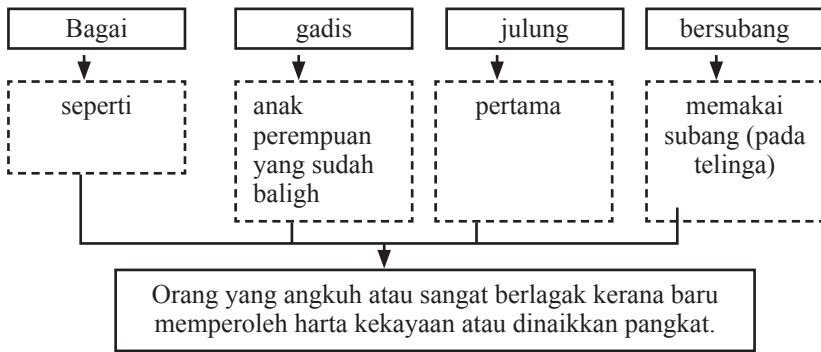 Bagai
gadis
julung
bersubang
seperti
anak
perempuan
yang sudah
baligh
pertama
memakai
subang (pada
telinga)
Orang yang angkuh atau sangat berlagak kerana baru
memperoleh harta kekayaan atau dinaikkan pangkat.